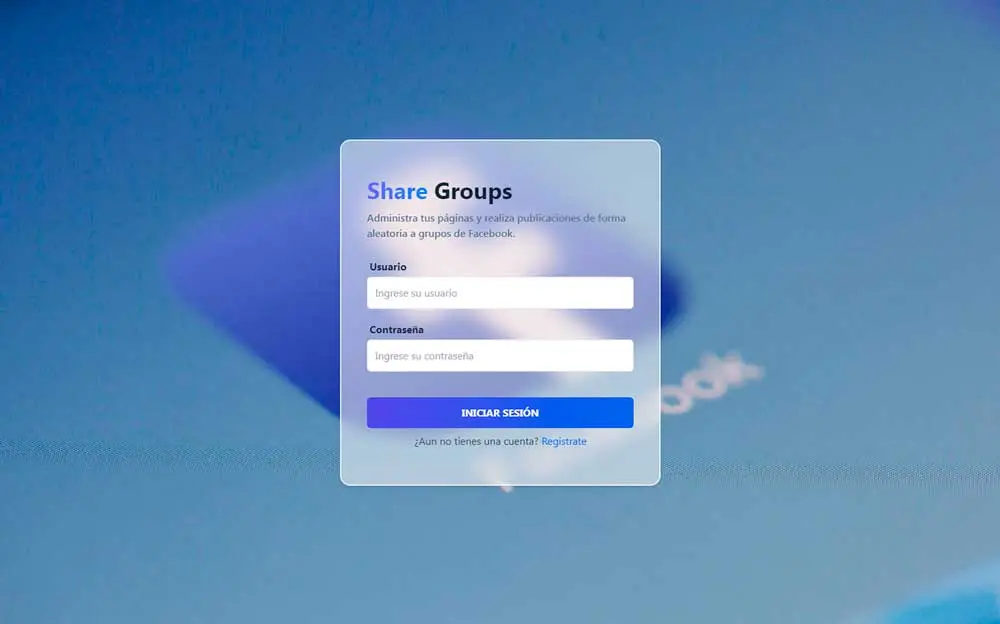 Share Groups
Administra tus páginas y realiza publicaciones de forma
aleatoria a grupos de Facebook.
Usuario
Ingrese su usuario
Contraseña
Ingrese su contraseña
INICIAR SESIÓN
¿Aun no tienes una cuenta? Registrate